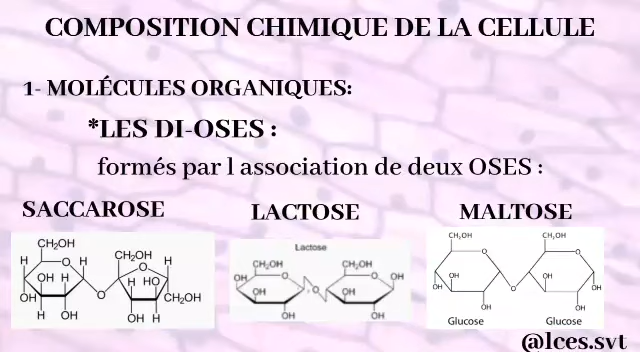 COMPOSITION CHIMIQUE DE LA CELLULE
1- MOLÉCULES ORGANIQUES:
*LES DI-OSES :
formés par l association de deux OSES :
SACCAROSE LACTOSE MALTOSE
Lactose
CH₂OH CH₂OH CH₂OH CH₂OH CH₂OH CH₂OH
H O H O H O O O O
OH H H HO OH OH OH OH OH OH
OH O CH₂OH O OH O OH
H OH OH H OH OH OH OH
Glucose Glucose
@lces.svt